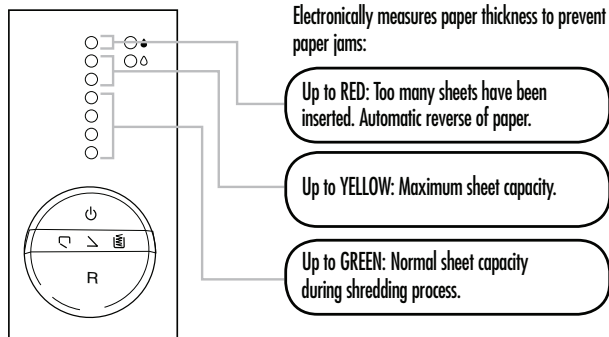 Electronically measures paper thickness to prevent
paper jams:
Up to RED: Too many sheets have been
inserted. Automatic reverse of paper.
Up to YELLOW: Maximum sheet capacity.
Up to GREEN: Normal sheet capacity
during shredding process.
R